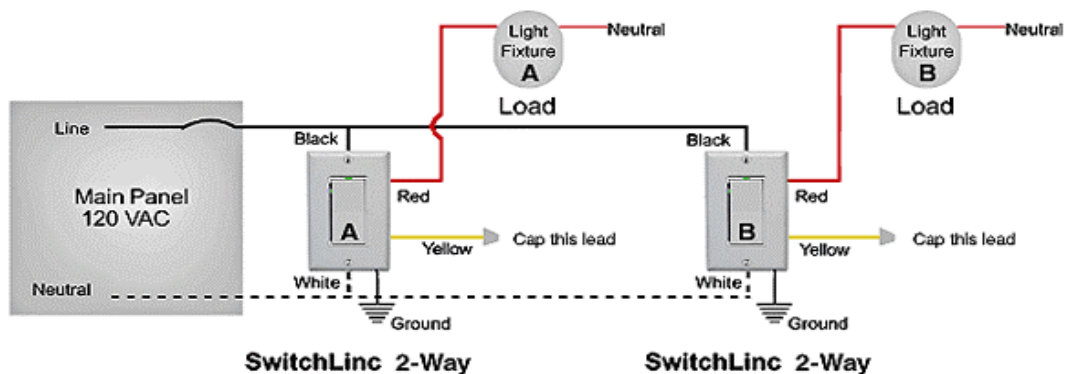 Light
Fixture
A
Neutral
Load
Light
Fixture
B
Neutral
Load
Line
Main Panel
120 VAC
Neutral
Black
A
Red
Yellow
Cap this lead
White
Ground
SwitchLinc 2-Way
Black
B
Red
Yellow
Cap this lead
White
Ground
SwitchLinc 2-Way